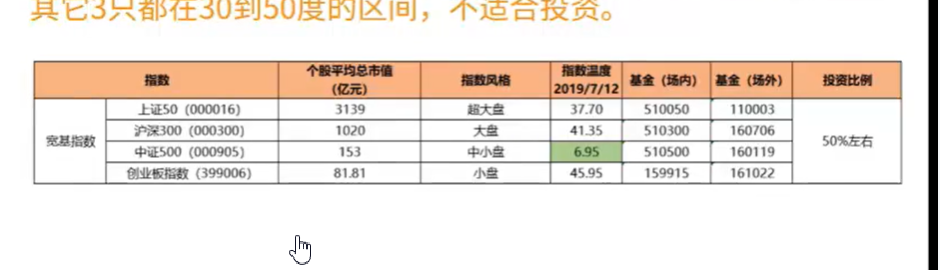 其它3只都在30到50度的区间，不适合投资。
指数 个股平均总市值（亿元） 指数风格 指数温度 2019/7/12 基金（场内） 基金（场外） 投资比例
宽基指数 上证50（000016） 3139 超大盘 37.70 510050 110003 50%左右
沪深300（000300） 1020 大盘 41.35 510300 160706
中证500（000905） 153 中小盘 6.95 510500 160119
创业板指数（399006） 81.81 小盘 45.95 159915 161022